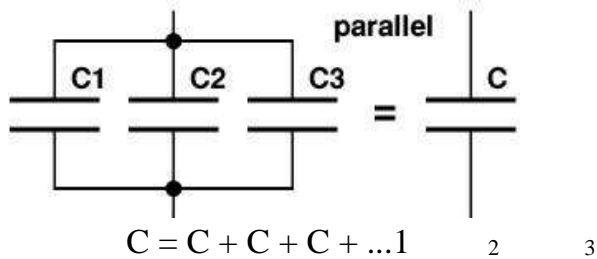 parallel
C1 C2 C3 = C
C = C + C + C + ...1 2 3